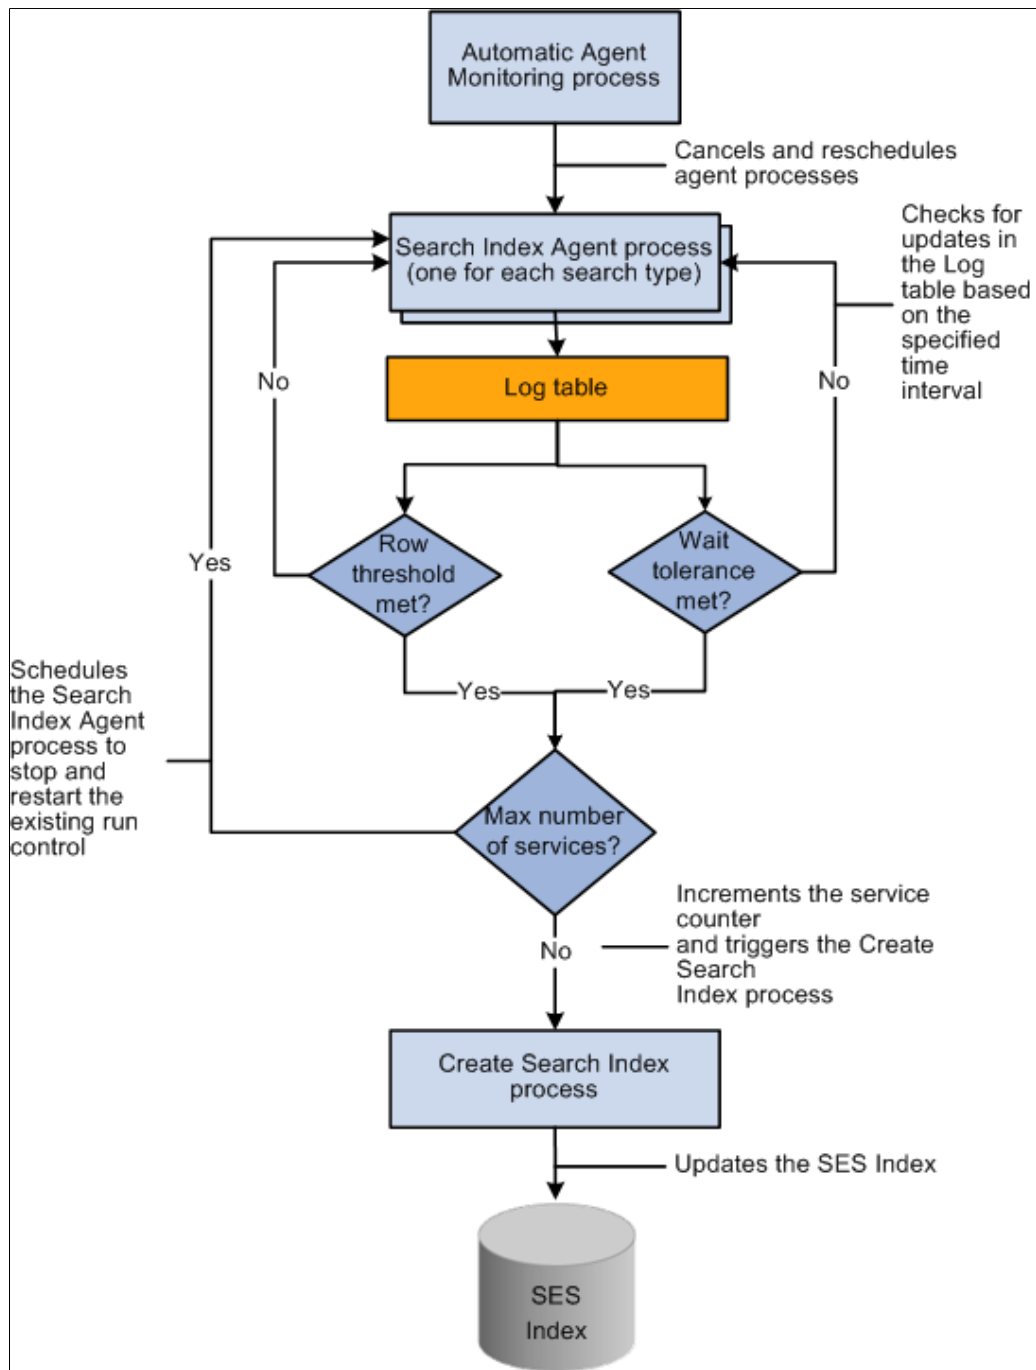 Automatic Agent
Monitoring process
Cancels and reschedules
agent processes
Search Index Agent process
(one for each search type)
Checks for
updates in
the Log
table based
on the
specified
time
interval
No
Log table
No
Yes
Row
threshold
met?
Wait
tolerance
met?
Yes
Yes
Schedules
the Search
Index Agent
process to
stop and
restart the
existing run
control
Max number
of services?
No
Increments the service
counter
and triggers the Create
Search
Index process
Create Search Index
process
Updates the SES Index
SES
Index